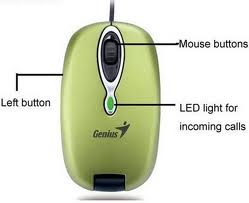 Mouse buttons
Left button
LED light for
incoming calls
Genius